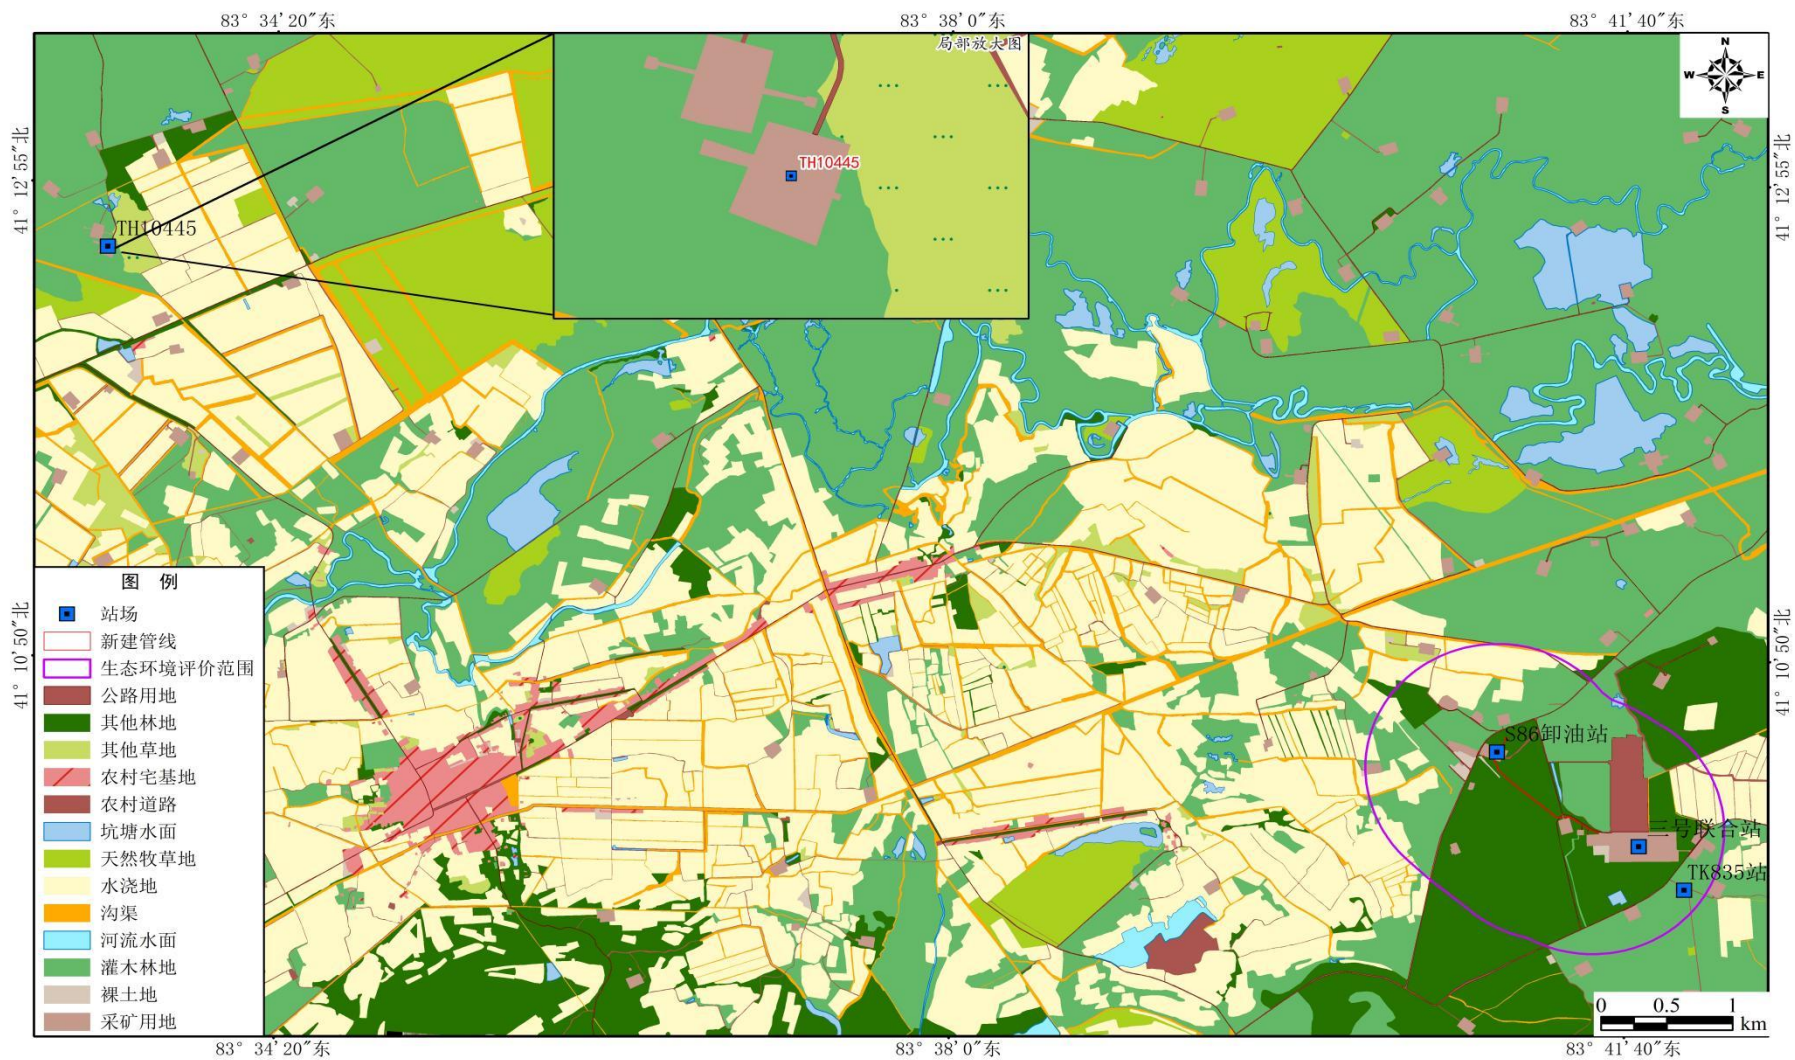 83° 34′20″东
83° 38′0″东
83° 41′40″东
局部放大图
N
W
E
S
41° 12′55″北
41° 12′55″北
TH10445
TH10445
41° 10′50″北
41° 10′50″北
图 例
站场
新建管线
生态环境评价范围
公路用地
其他林地
其他草地
农村宅基地
农村道路
坑塘水面
天然牧草地
水浇地
沟渠
河流水面
灌木林地
裸土地
采矿用地
S86卸油站
三号联合站
TK835站
0 0.5 1
km
83° 34′20″东
83° 38′0″东
83° 41′40″东